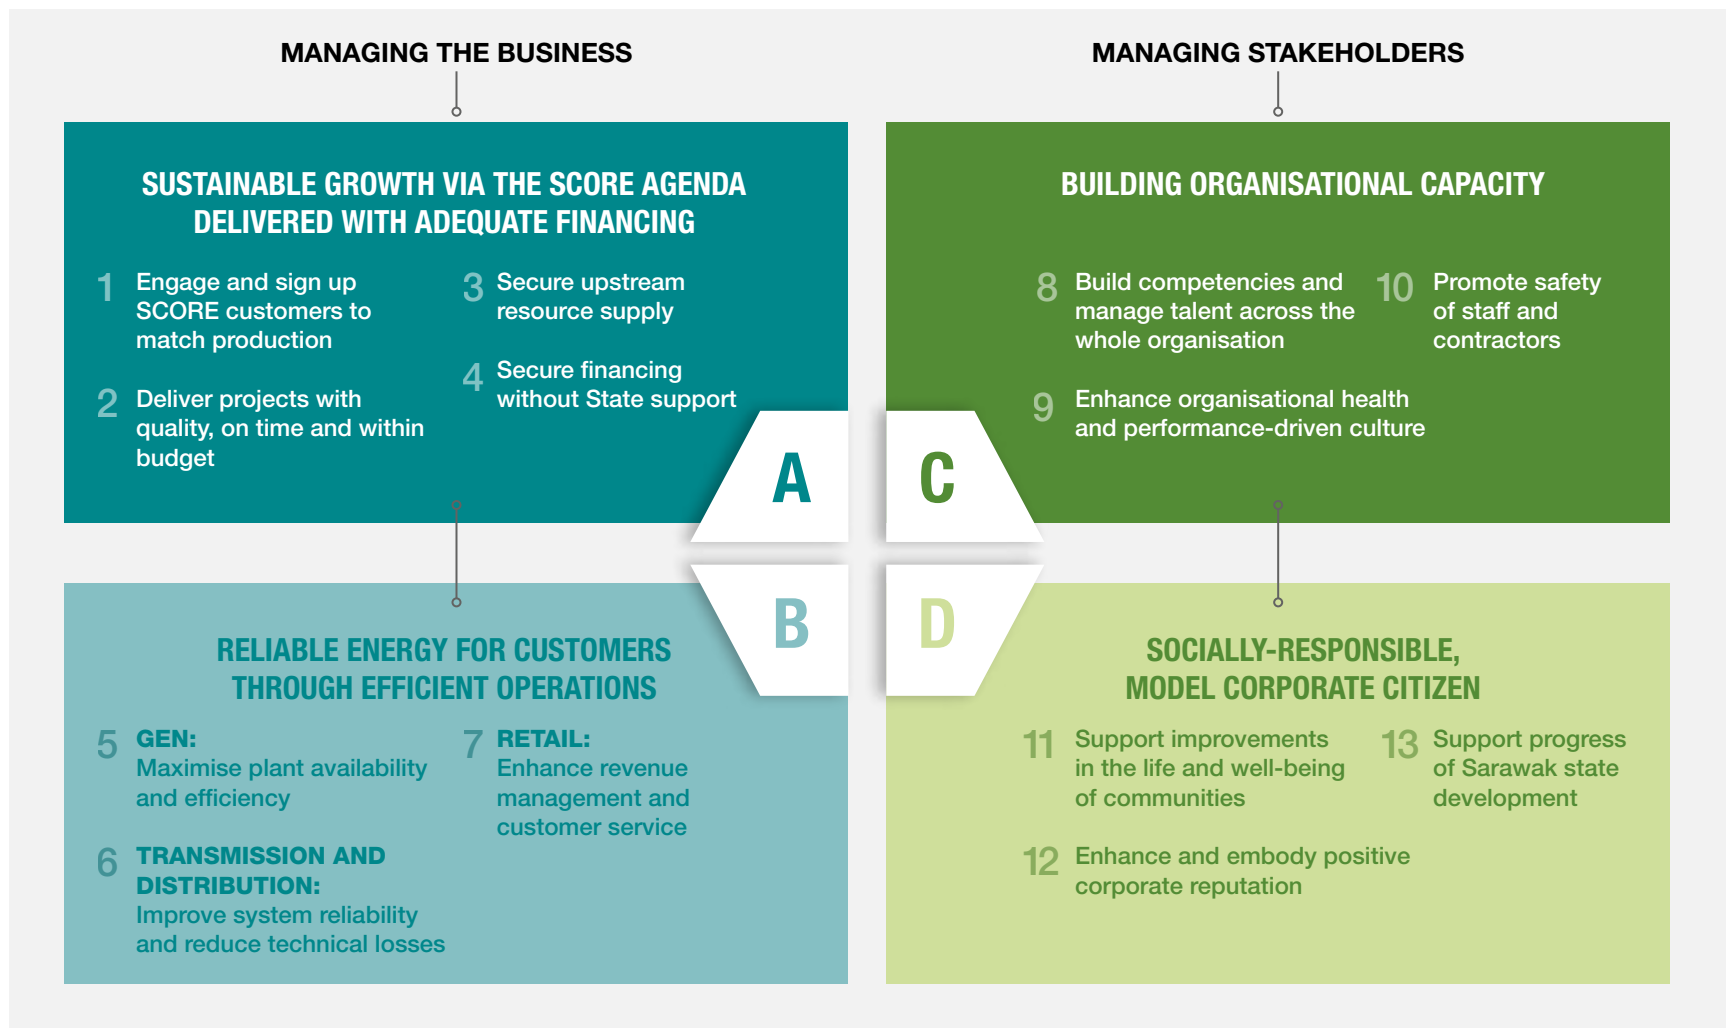 MANAGING THE BUSINESS
SUSTAINABLE GROWTH VIA THE SCORE AGENDA
DELIVERED WITH ADEQUATE FINANCING
1 Engage and sign up
SCORE customers to
match production
2 Deliver projects with
quality, on time and within
budget
3 Secure upstream
resource supply
4 Secure financing
without State support
A
RELIABLE ENERGY FOR CUSTOMERS
THROUGH EFFICIENT OPERATIONS
5 GEN:
Maximise plant availability
and efficiency
6 TRANSMISSION AND
DISTRIBUTION:
Improve system reliability
and reduce technical losses
7 RETAIL:
Enhance revenue
management and
customer service
B
MANAGING STAKEHOLDERS
BUILDING ORGANISATIONAL CAPACITY
8 Build competencies and
manage talent across the
whole organisation
9 Enhance organisational health
and performance-driven culture
10 Promote safety
of staff and
contractors
C
SOCIALLY-RESPONSIBLE,
MODEL CORPORATE CITIZEN
11 Support improvements
in the life and well-being
of communities
12 Enhance and embody positive
corporate reputation
13 Support progress
of Sarawak state
development
D